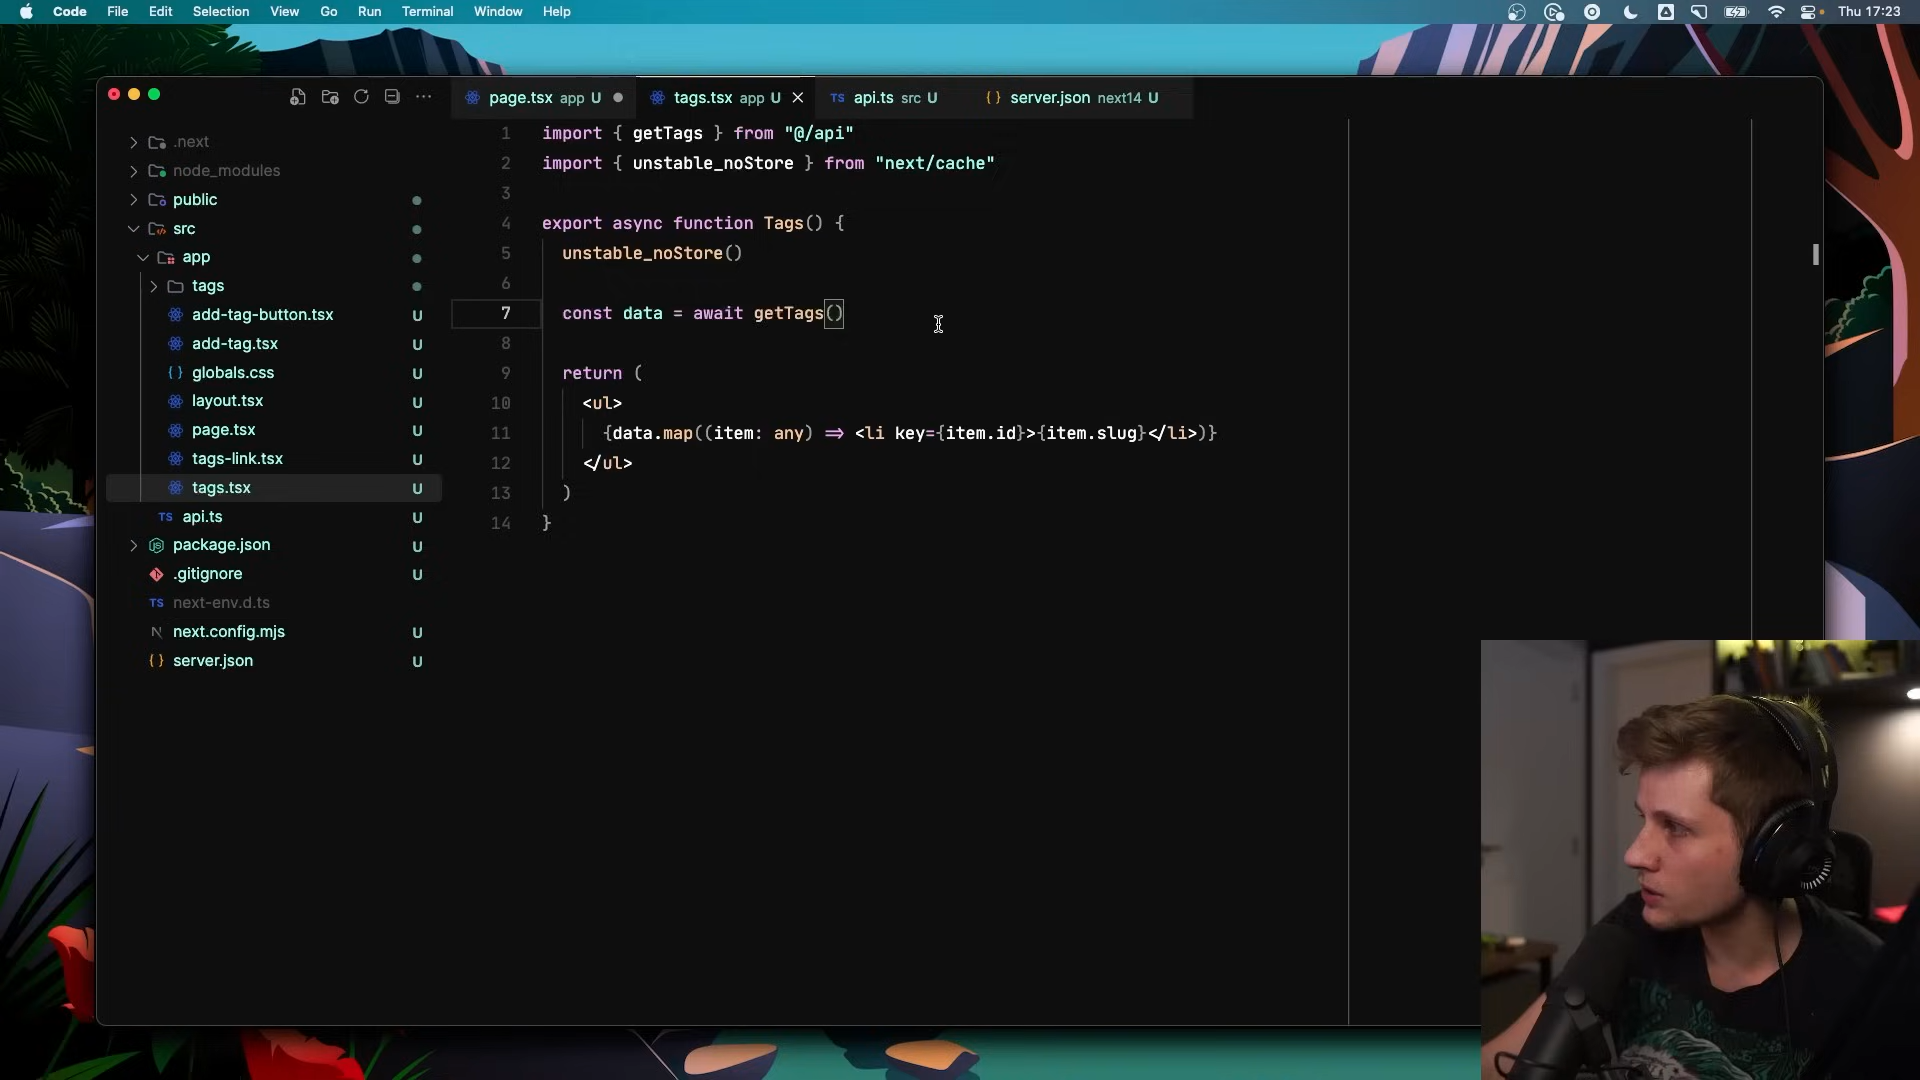 Code File Edit Selection View Go Run Terminal Window Help Thu 17:23
page.tsx app U tags.tsx app U api.ts src U server.json next14 U
.next
node_modules
public
src
app
tags
add-tag-button.tsx U
add-tag.tsx U
globals.css U
layout.tsx U
page.tsx U
tags-link.tsx U
tags.tsx U
TS api.ts U
package.json U
.gitignore U
TS next-env.d.ts
next.config.mjs U
server.json U
1 import { getTags } from "@/api"
2 import { unstable_noStore } from "next/cache"
3
4 export async function Tags() {
5 unstable_noStore()
6
7 const data = await getTags()
8
9 return (
10 <ul>
11 {data.map((item: any) => <li key={item.id}>{item.slug}</li>)}
12 </ul>
13 )
14 }